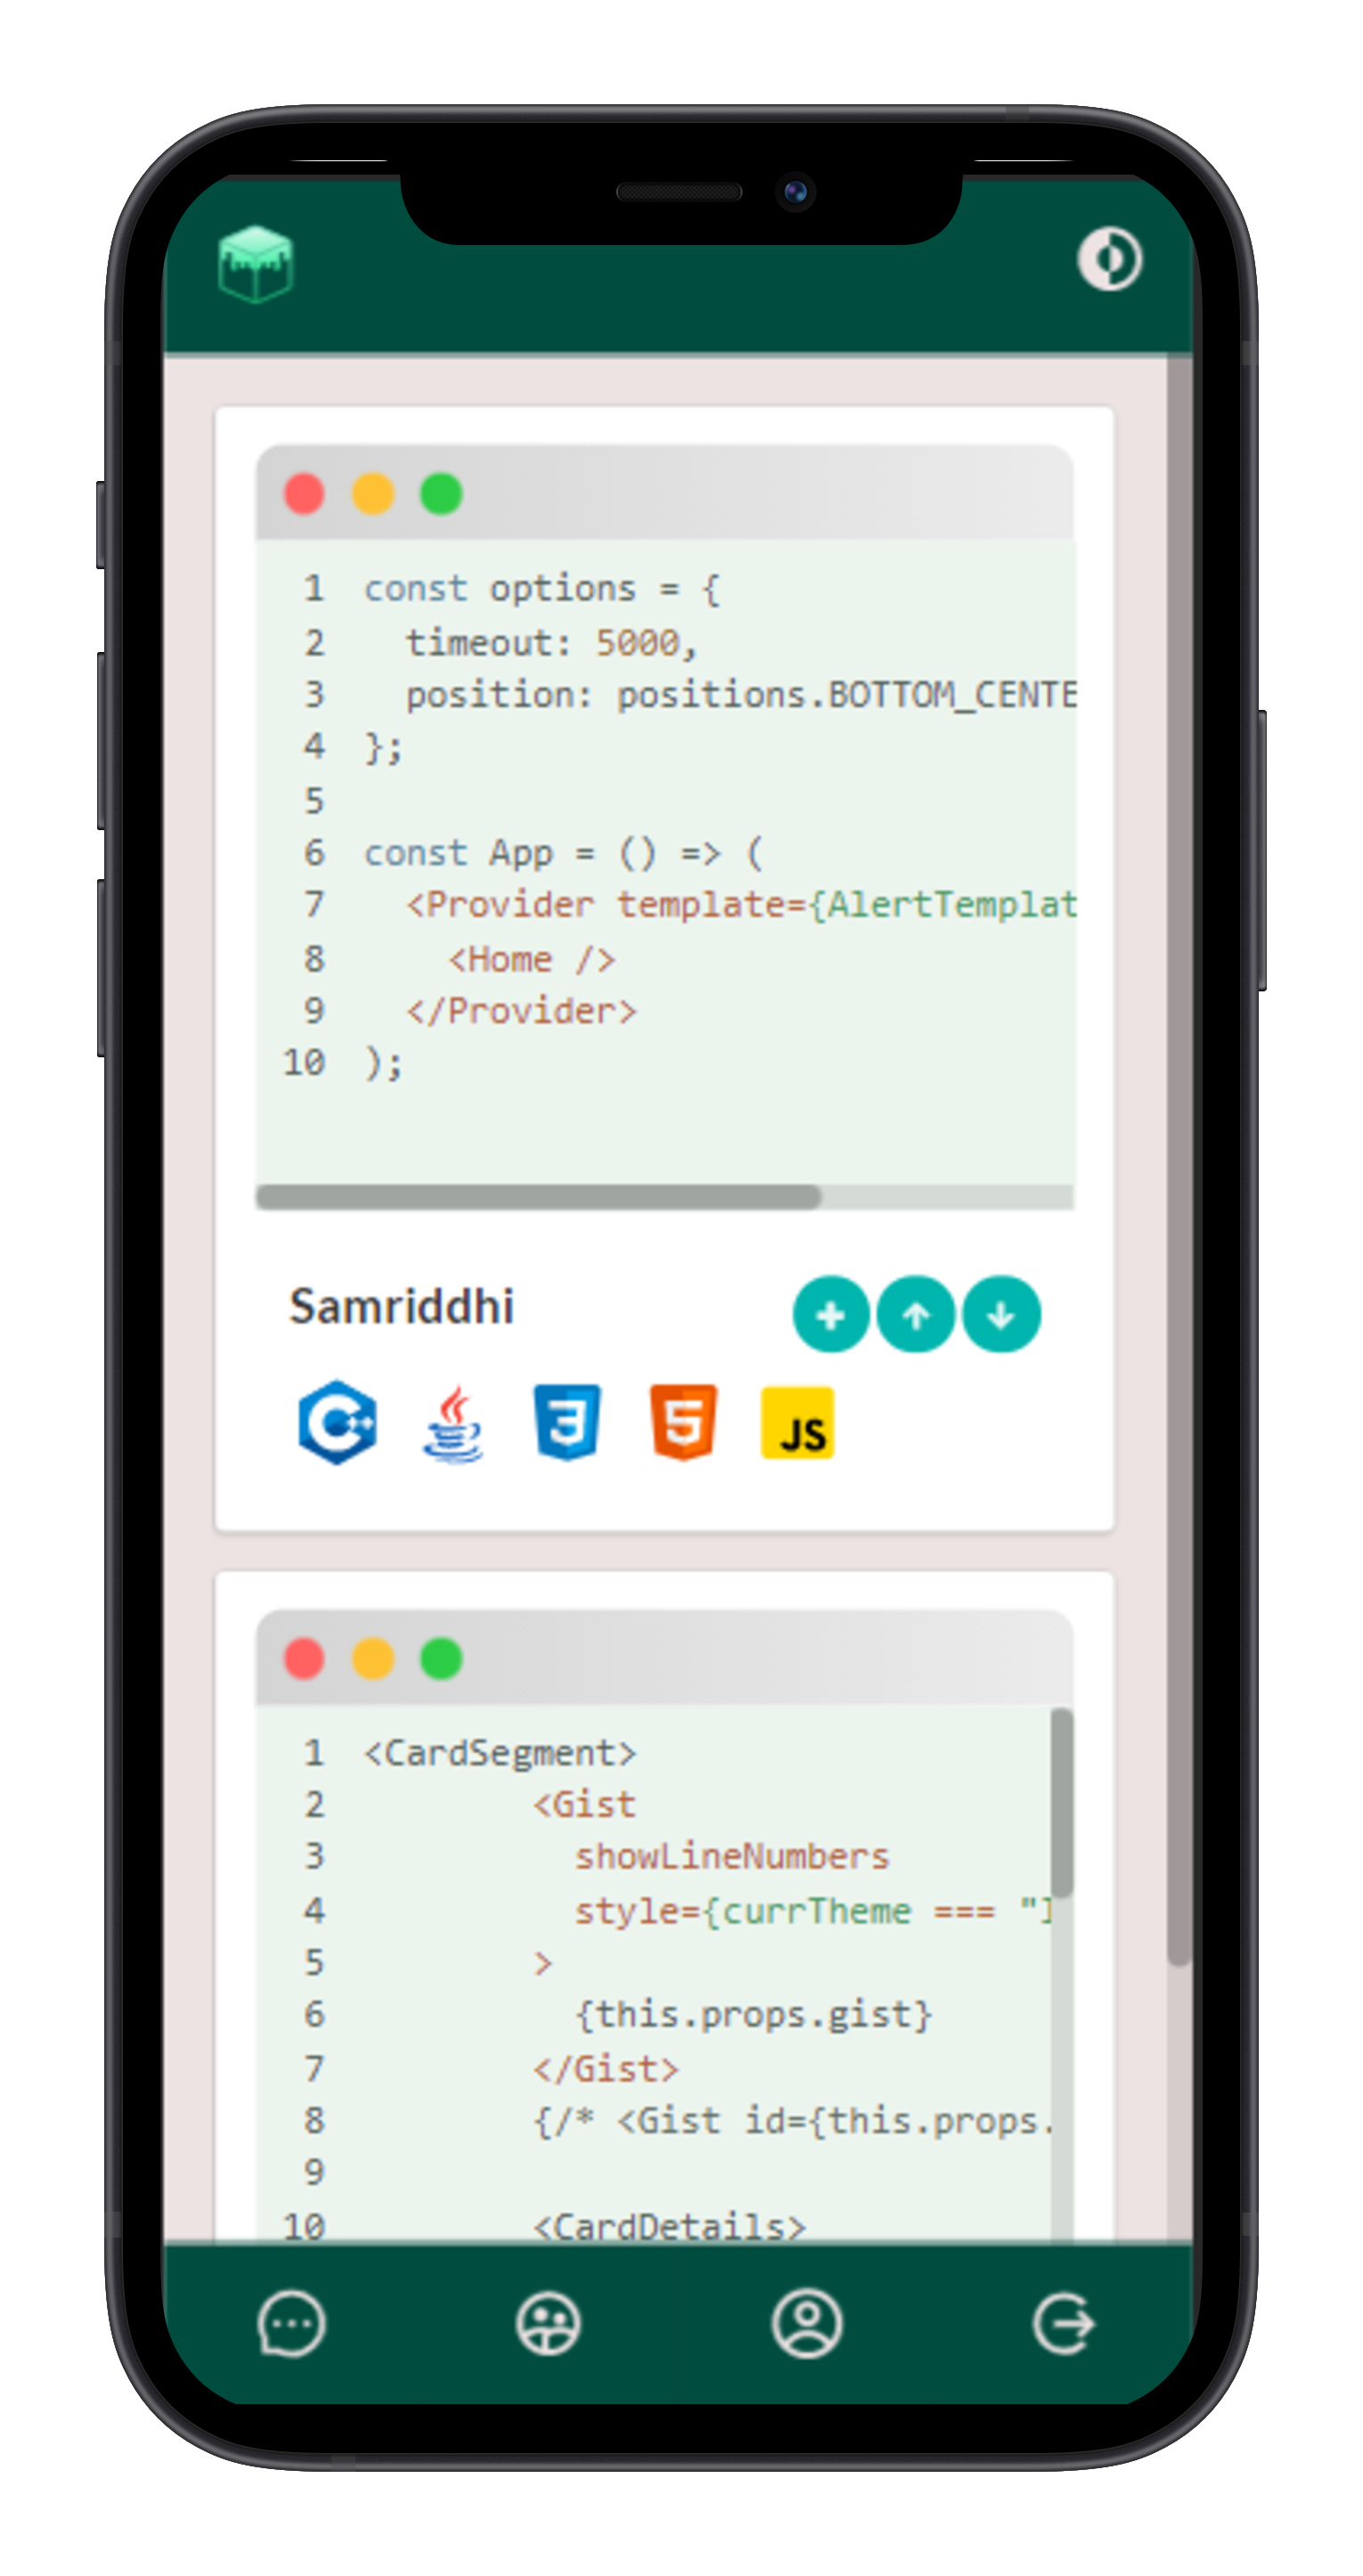 1 const options = {
2   timeout: 5000,
3   position: positions.BOTTOM_CENTE
4 };
5
6 const App = () => (
7   <Provider template={AlertTemplat
8     <Home />
9   </Provider>
10 );
Samriddhi
C++ 3 5 JS
1 <CardSegment>
2         <Gist
3           showLineNumbers
4           style={currTheme === "
5         >
6           {this.props.gist}
7         </Gist>
8         {/* <Gist id={this.props.
9
10         <CardDetails>